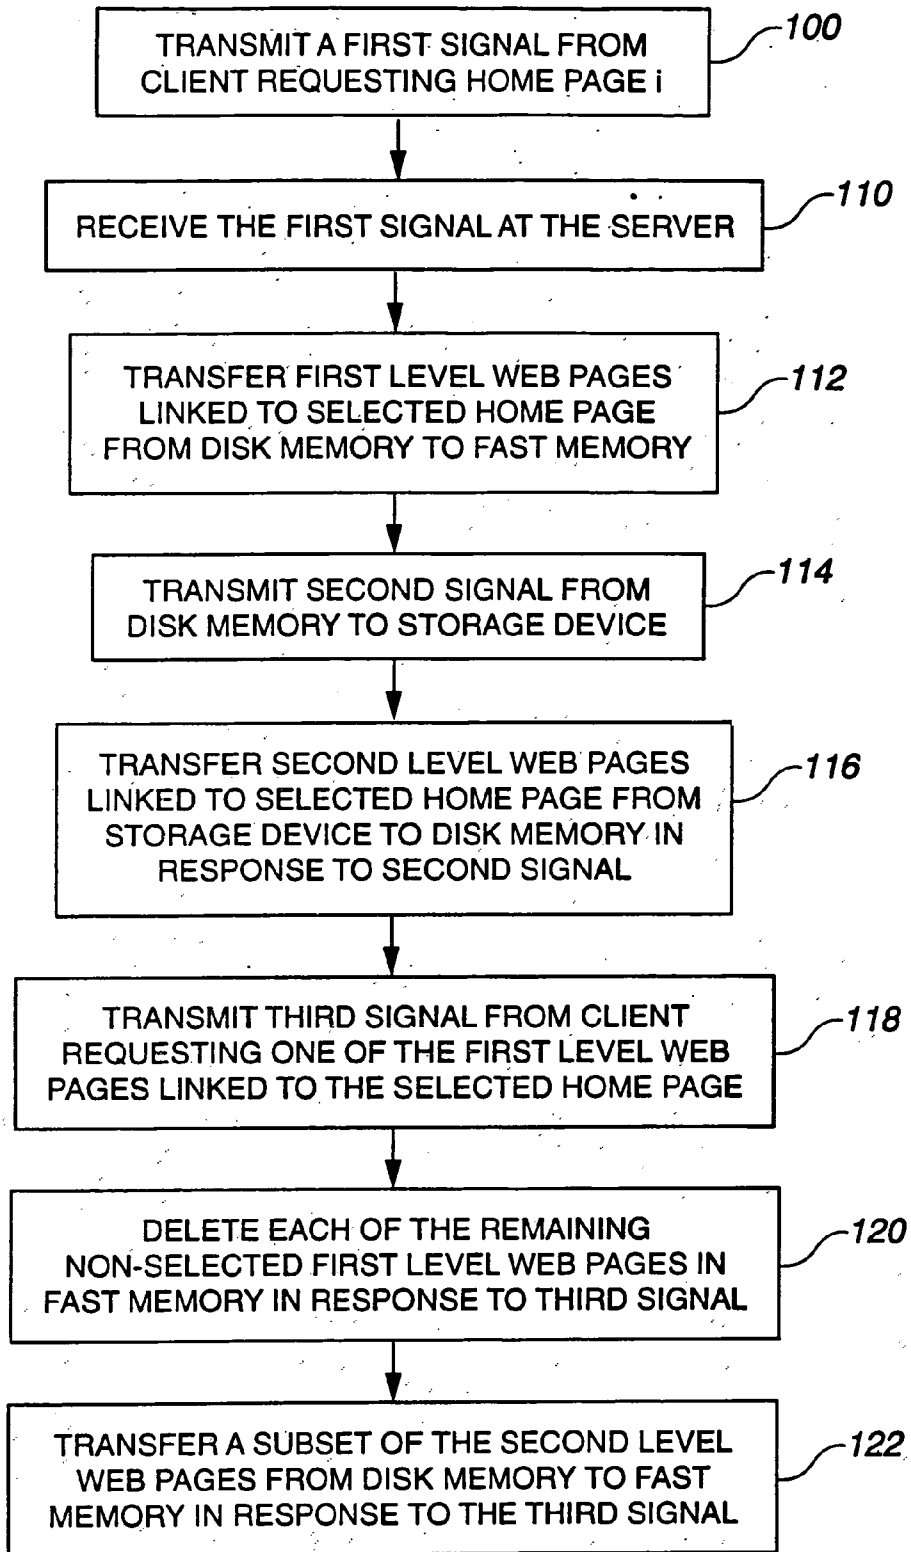 TRANSMIT A FIRST SIGNAL FROM
CLIENT REQUESTING HOME PAGE i
100
RECEIVE THE FIRST SIGNAL AT THE SERVER
110
TRANSFER FIRST LEVEL WEB PAGES
LINKED TO SELECTED HOME PAGE
FROM DISK MEMORY TO FAST MEMORY
112
TRANSMIT SECOND SIGNAL FROM
DISK MEMORY TO STORAGE DEVICE
114
TRANSFER SECOND LEVEL WEB PAGES
LINKED TO SELECTED HOME PAGE FROM
STORAGE DEVICE TO DISK MEMORY IN
RESPONSE TO SECOND SIGNAL
116
TRANSMIT THIRD SIGNAL FROM CLIENT
REQUESTING ONE OF THE FIRST LEVEL WEB
PAGES LINKED TO THE SELECTED HOME PAGE
118
DELETE EACH OF THE REMAINING
NON-SELECTED FIRST LEVEL WEB PAGES IN
FAST MEMORY IN RESPONSE TO THIRD SIGNAL
120
TRANSFER A SUBSET OF THE SECOND LEVEL
WEB PAGES FROM DISK MEMORY TO FAST
MEMORY IN RESPONSE TO THE THIRD SIGNAL
122